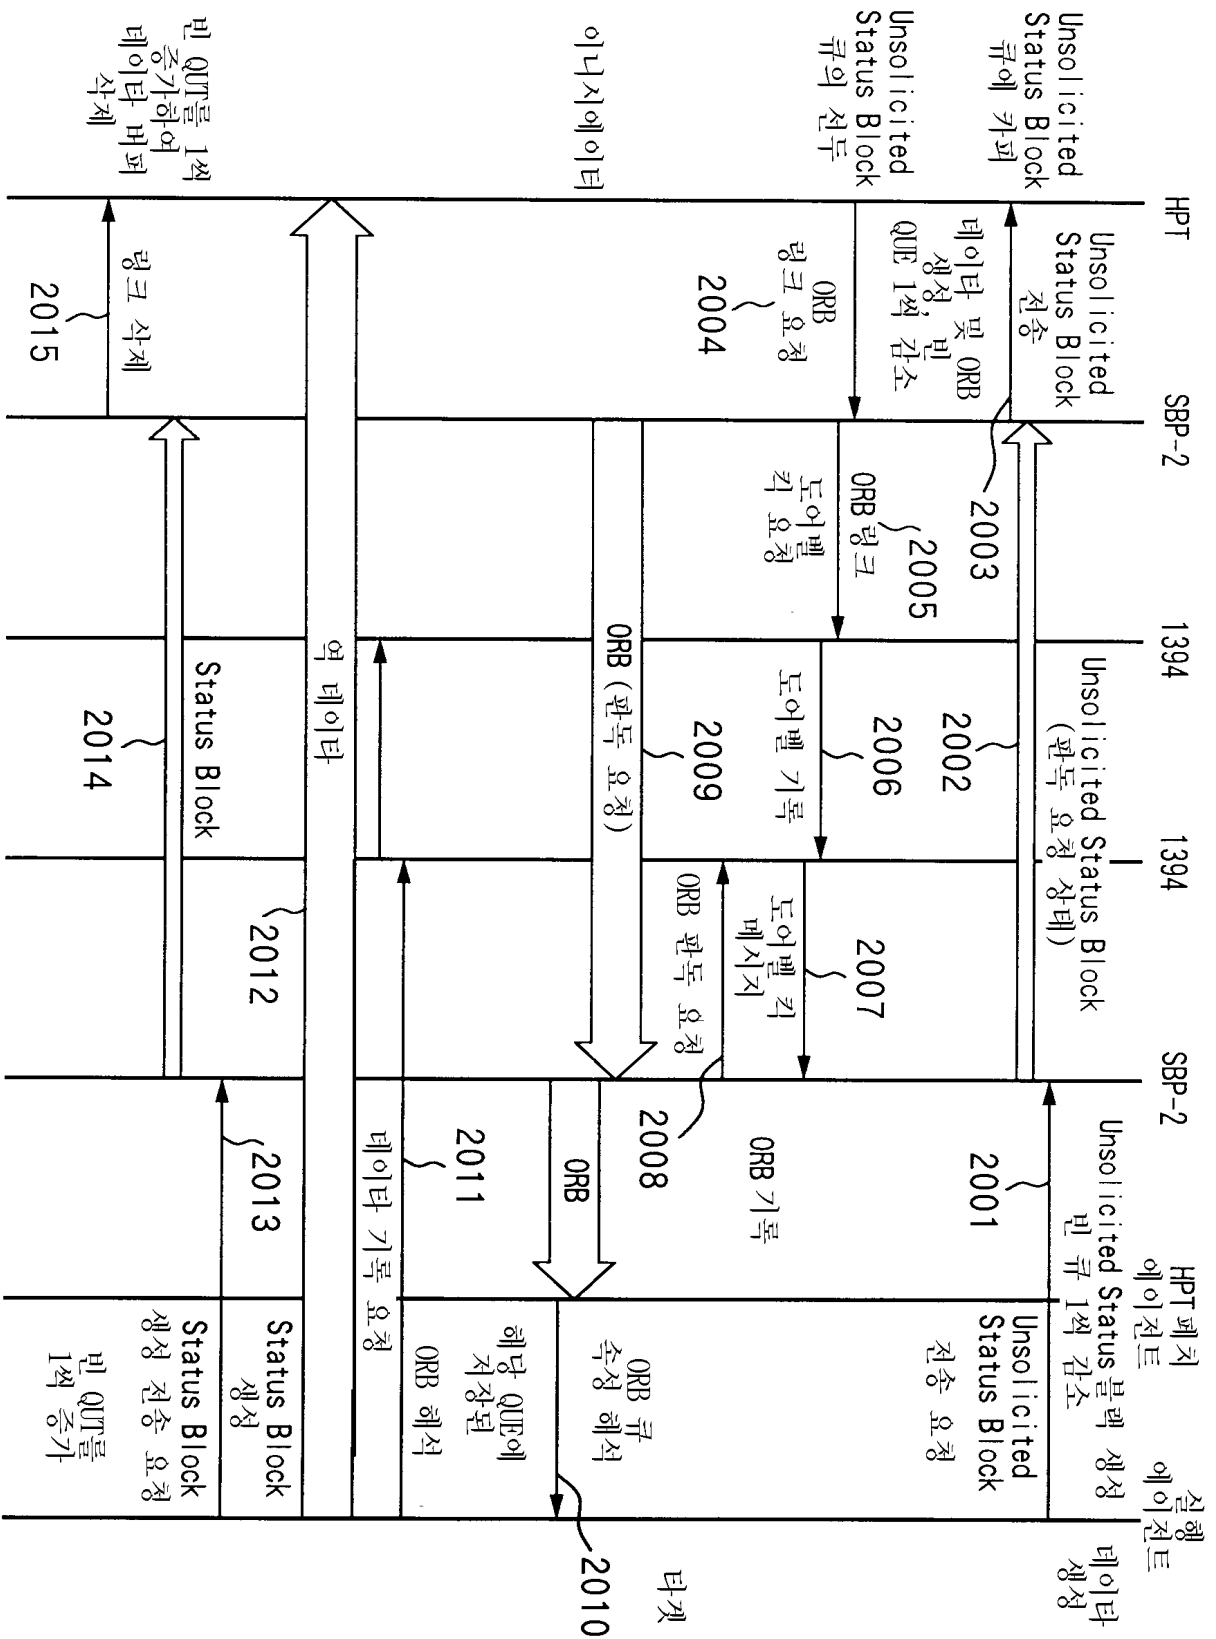 HPT
SBP-2
1394
1394
SBP-2
HPT 페치
에이전트
실행
에이전트
데이타
생성
Unsolicited
Status Block
큐에 카피
Unsolicited
Status Block
전송
2003
Unsolicited Status Block
(판독 요청 상태)
2002
Unsolicited Status 블랙 생성
빈 큐 1씩 감소
2001
Unsolicited
Status Block
전송 요청
Unsolicited
Status Block
큐의 선두
데이타 및 ORB
생성, 빈
QUE 1씩 감소
ORB
링크 요청
2004
2005
ORB 링크
도어벨
킥 요청
2006
도어벨 기록
2007
도어벨 킥
메시지
ORB 판독 요청
2008
ORB 기록
이니시에이터
타겟
2009
ORB (판독 요청)
ORB
ORB 큐
속성 해석
2010
해당 QUE에
저장된
ORB 해석
2011
데이타 기록 요청
역 데이타
2012
Status Block
생성
2013
Status Block
생성 전송 요청
Status Block
2014
링크 삭제
2015
빈 QUT를 1씩
증가하여
데이타 버퍼
삭제
빈 QUT를
1씩 증가